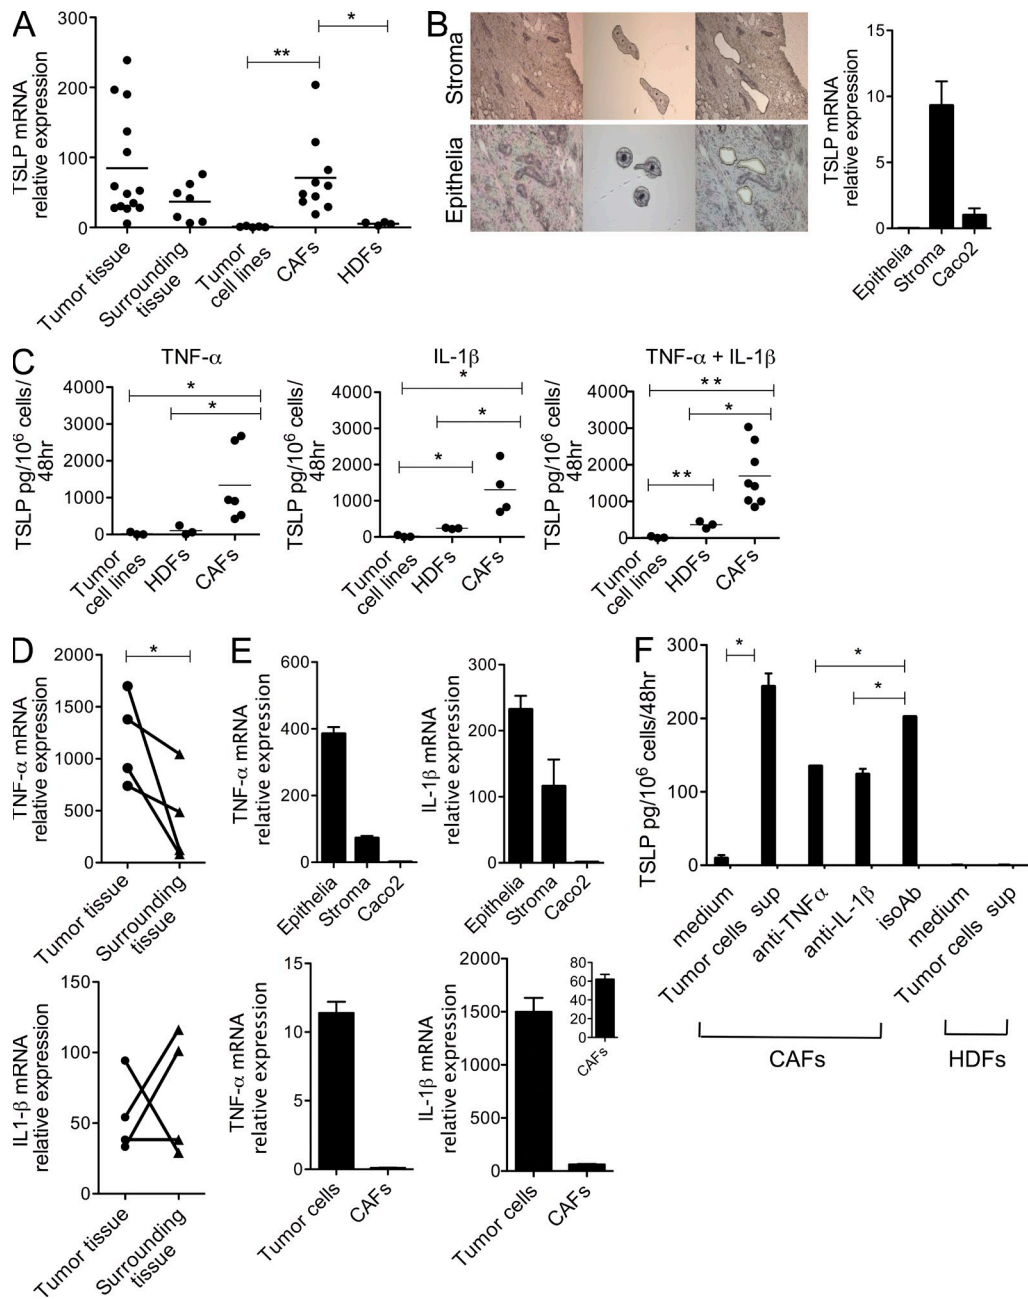 A
TSLP mRNA
relative expression
300
200
100
0
**
*
Tumor tissue
Surrounding
tissue
Tumor
cell lines
CAFs
HDFs
B
Stroma
Epithelia
TSLP mRNA
relative expression
15
10
5
0
Epithelia
Stroma
Caco2
C
TNF-α
TSLP pg/10⁶ cells/
48hr
4000
3000
2000
1000
0
*
*
Tumor
cell lines
HDFs
CAFs
IL-1β
TSLP pg/10⁶ cells/
48hr
4000
3000
2000
1000
0
*
*
*
Tumor
cell lines
HDFs
CAFs
TNF-α + IL-1β
TSLP pg/10⁶ cells/
48hr
4000
3000
2000
1000
0
**
*
**
Tumor
cell lines
HDFs
CAFs
D
TNF-α mRNA
relative expression
2000
1500
1000
500
0
*
Tumor tissue
Surrounding
tissue
IL1-β mRNA
relative expression
150
100
50
0
Tumor tissue
Surrounding
tissue
E
TNF-α mRNA
relative expression
600
400
200
0
Epithelia
Stroma
Caco2
IL-1β mRNA
relative expression
300
200
100
0
Epithelia
Stroma
Caco2
TNF-α mRNA
relative expression
15
10
5
0
Tumor cells
CAFs
IL-1β mRNA
relative expression
2000
1500
1000
500
0
Tumor cells
CAFs
80
60
40
20
0
CAFs
F
TSLP pg/10⁶ cells/48hr
300
200
100
0
*
*
*
medium
Tumor cells sup
anti-TNFα
anti-IL-1β
isoAb
medium
Tumor cells sup
CAFs
HDFs